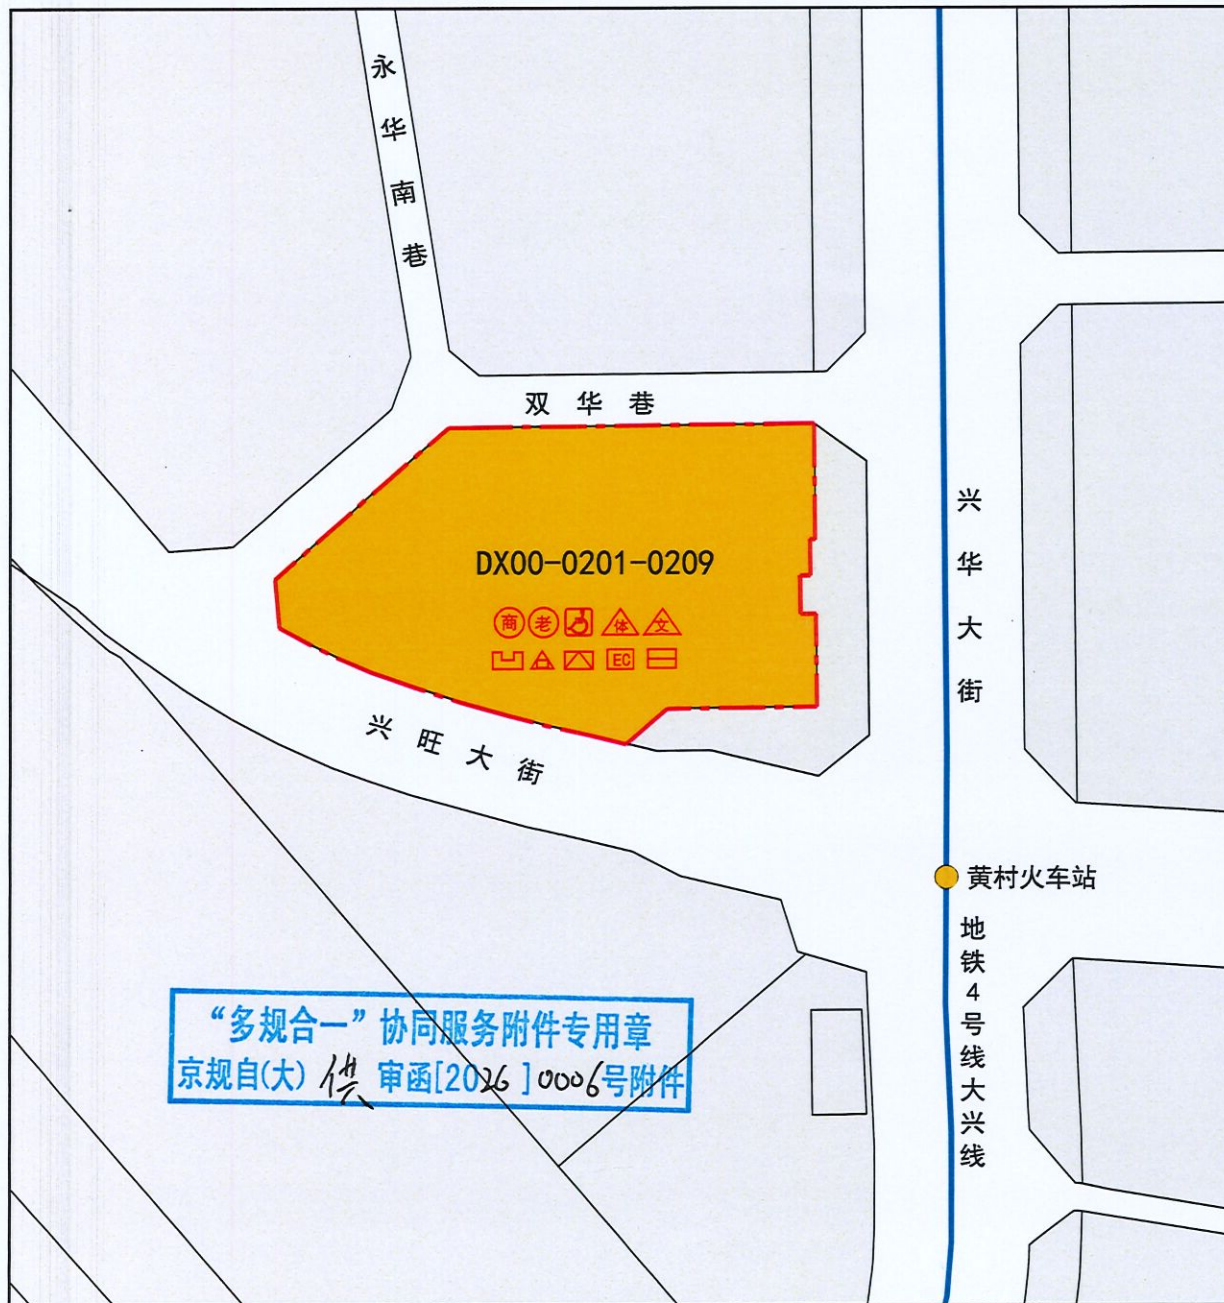 永华南巷
双华巷
DX00-0201-0209
商 老 体 文
EC
兴华大街
兴旺大街
黄村火车站
地铁4号线大兴线
“多规合一”协同服务附件专用章
京规自(大)供审函[2026]0006号附件